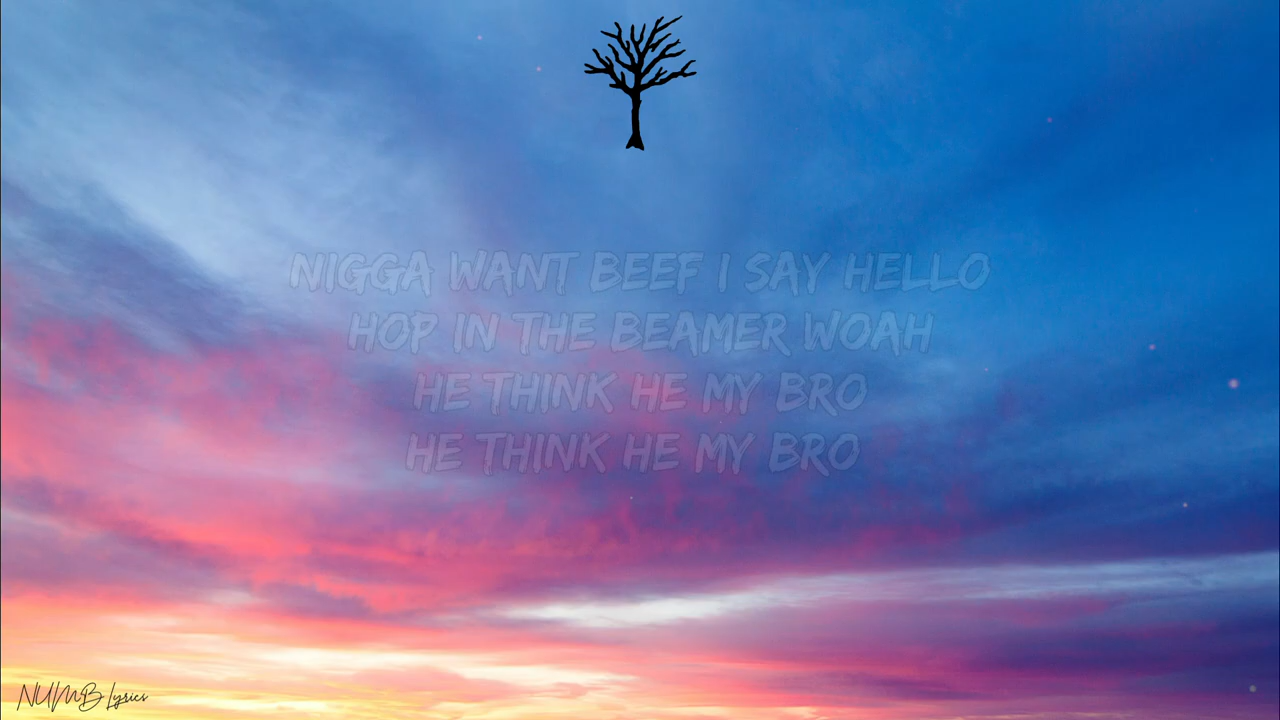 NIGGA WANT BEEF I SAY HELLO
HOP IN THE BEAMER WOAH
HE THINK HE MY BRO
HE THINK HE MY BRO
NUMB Lyrics